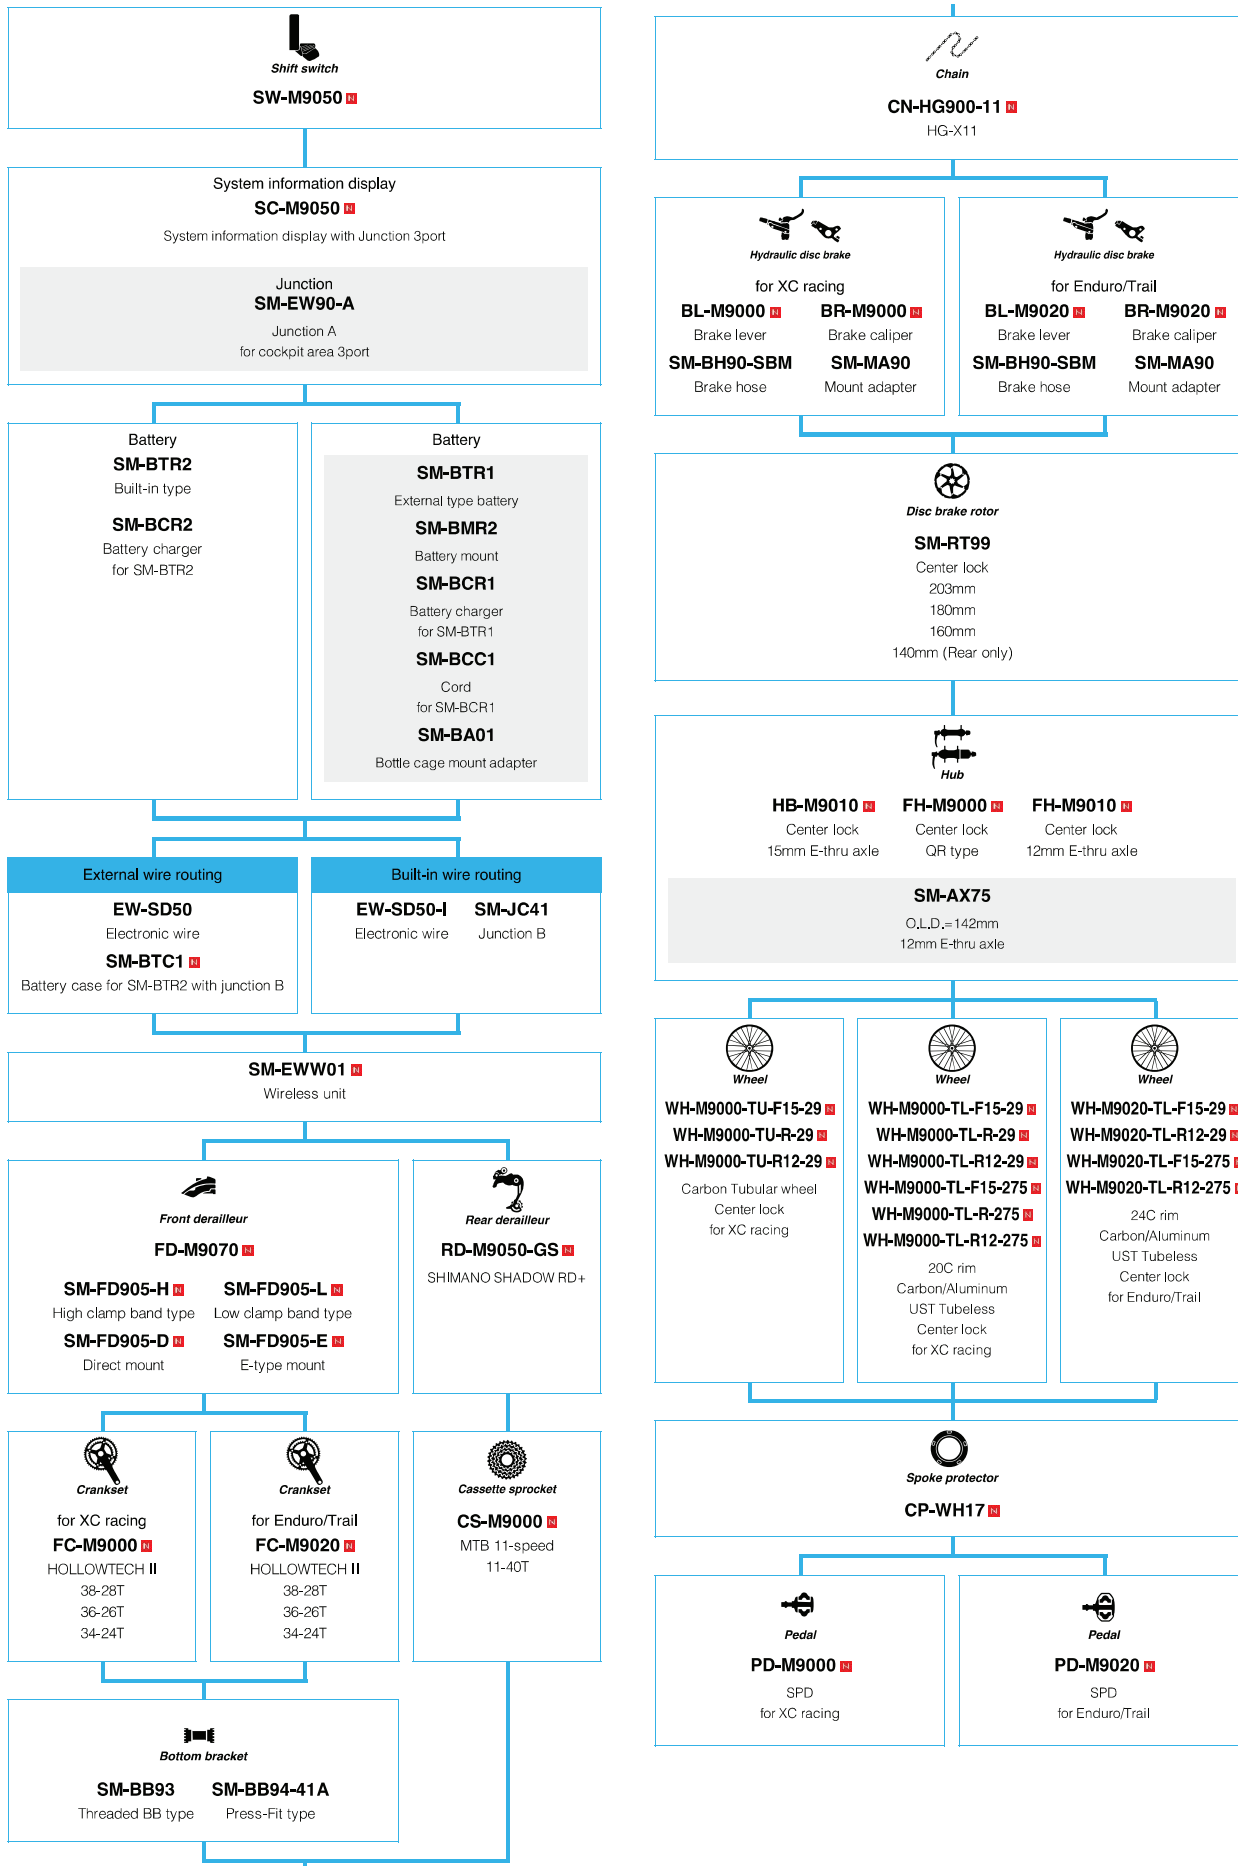 Shift switch
SW-M9050 N
System information display
SC-M9050 N
System information display with Junction 3port
Junction
SM-EW90-A
Junction A
for cockpit area 3port
Battery
SM-BTR2
Built-in type
SM-BCR2
Battery charger
for SM-BTR2
Battery
SM-BTR1
External type battery
SM-BMR2
Battery mount
SM-BCR1
Battery charger
for SM-BTR1
SM-BCC1
Cord
for SM-BCR1
SM-BA01
Bottle cage mount adapter
External wire routing
EW-SD50
Electronic wire
SM-BTC1 N
Battery case for SM-BTR2 with junction B
Built-in wire routing
EW-SD50-I SM-JC41
Electronic wire Junction B
SM-EWW01 N
Wireless unit
Front derailleur
FD-M9070 N
SM-FD905-H N SM-FD905-L N
High clamp band type Low clamp band type
SM-FD905-D N SM-FD905-E N
Direct mount E-type mount
Rear derailleur
RD-M9050-GS N
SHIMANO SHADOW RD+
Crankset
for XC racing
FC-M9000 N
HOLLOWTECH II
38-28T
36-26T
34-24T
Crankset
for Enduro/Trail
FC-M9020 N
HOLLOWTECH II
38-28T
36-26T
34-24T
Cassette sprocket
CS-M9000 N
MTB 11-speed
11-40T
Bottom bracket
SM-BB93 SM-BB94-41A
Threaded BB type Press-Fit type
Chain
CN-HG900-11 N
HG-X11
Hydraulic disc brake
for XC racing
BL-M9000 N BR-M9000 N
Brake lever Brake caliper
SM-BH90-SBM SM-MA90
Brake hose Mount adapter
Hydraulic disc brake
for Enduro/Trail
BL-M9020 N BR-M9020 N
Brake lever Brake caliper
SM-BH90-SBM SM-MA90
Brake hose Mount adapter
Disc brake rotor
SM-RT99
Center lock
203mm
180mm
160mm
140mm (Rear only)
Hub
HB-M9010 N FH-M9000 N FH-M9010 N
Center lock Center lock Center lock
15mm E-thru axle QR type 12mm E-thru axle
SM-AX75
O.L.D.=142mm
12mm E-thru axle
Wheel
WH-M9000-TU-F15-29 N
WH-M9000-TU-R-29 N
WH-M9000-TU-R12-29 N
Carbon Tubular wheel
Center lock
for XC racing
Wheel
WH-M9000-TL-F15-29 N
WH-M9000-TL-R-29 N
WH-M9000-TL-R12-29 N
WH-M9000-TL-F15-275 N
WH-M9000-TL-R-275 N
WH-M9000-TL-R12-275 N
20C rim
Carbon/Aluminum
UST Tubeless
Center lock
for XC racing
Wheel
WH-M9020-TL-F15-29 N
WH-M9020-TL-R12-29 N
WH-M9020-TL-F15-275 N
WH-M9020-TL-R12-275 N
24C rim
Carbon/Aluminum
UST Tubeless
Center lock
for Enduro/Trail
Spoke protector
CP-WH17 N
Pedal
PD-M9000 N
SPD
for XC racing
Pedal
PD-M9020 N
SPD
for Enduro/Trail